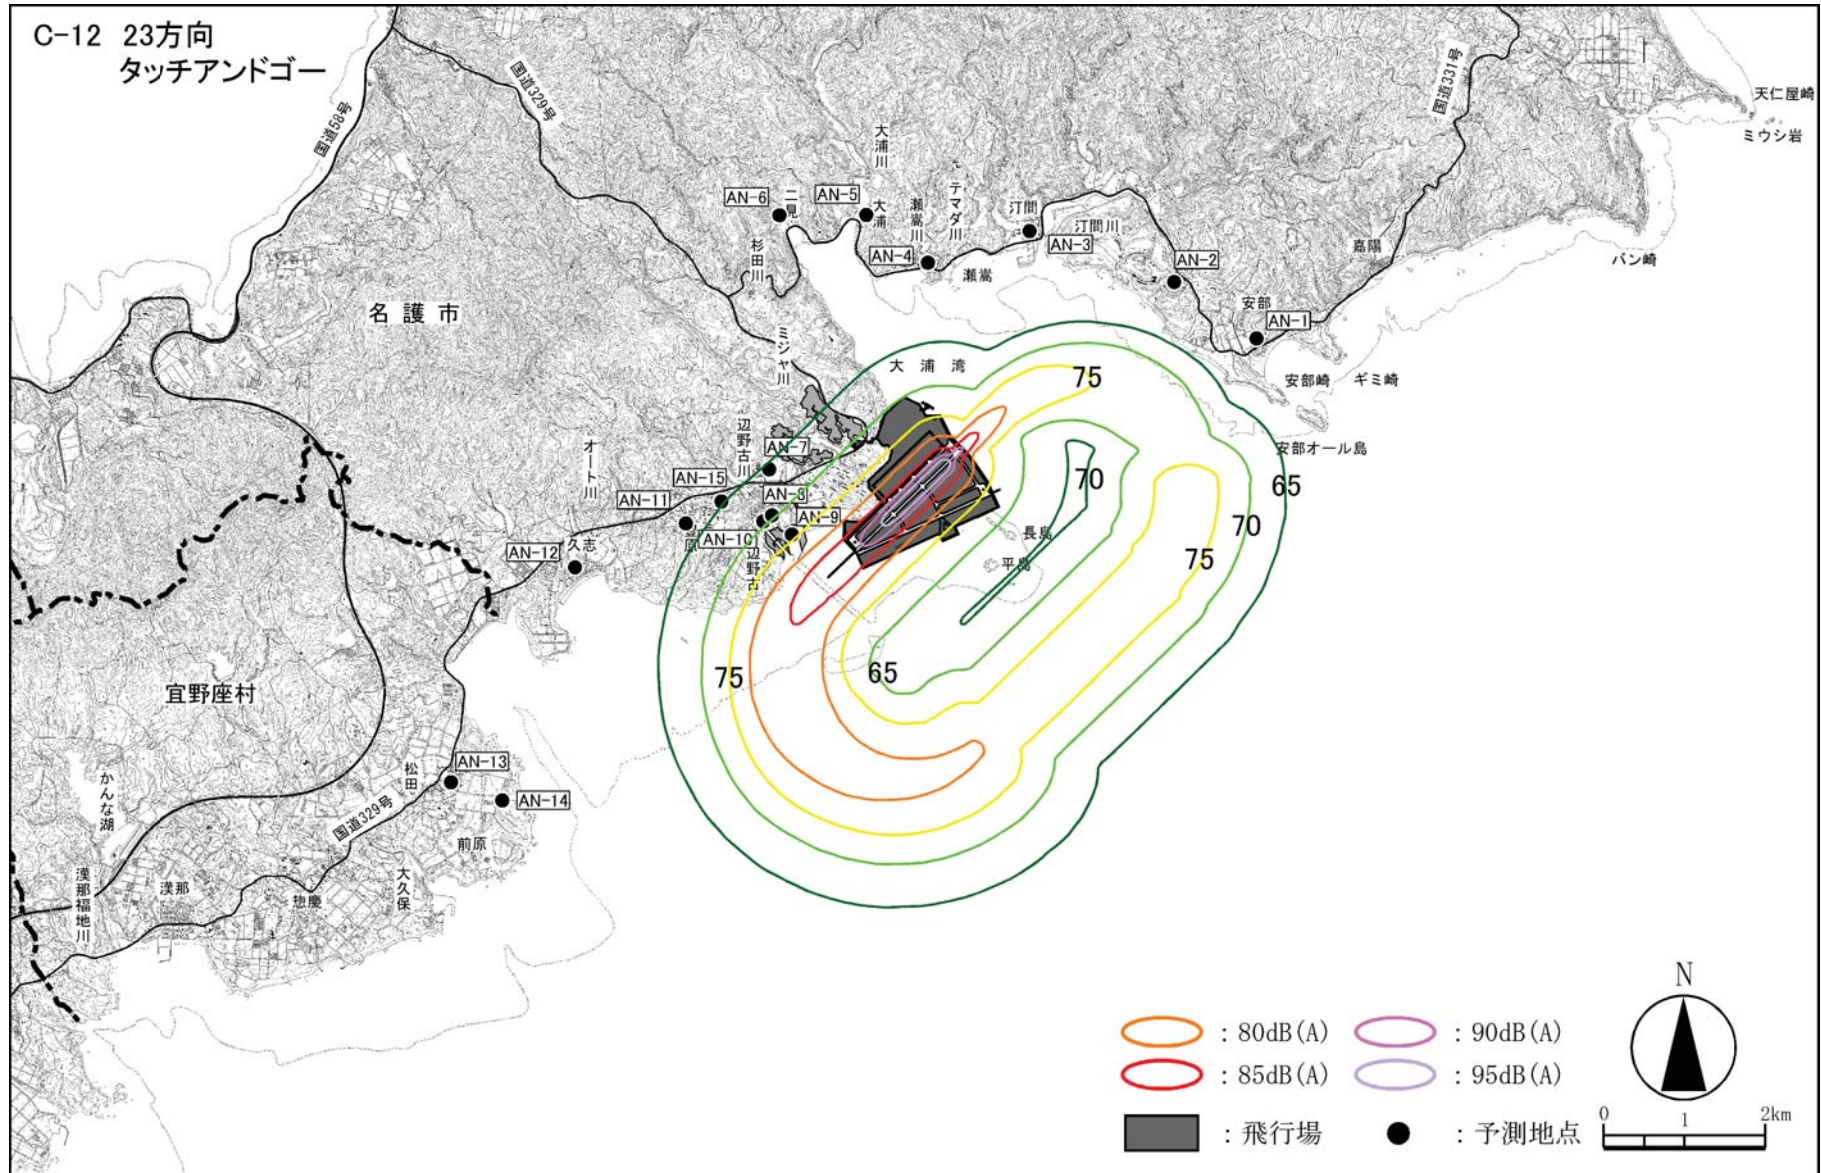 C-12 23方向
タッチアンドゴー
国道58号
国道329号
国道331号
天仁屋崎
ミウシ岩
バン崎
嘉陽
大浦川
AN-6
二見
AN-5
大浦
瀬嵩川
テマダ川
汀間
汀間川
AN-3
AN-4
瀬嵩
AN-2
杉田川
安部
AN-1
名護市
ミジャ川
大浦湾
75
安部崎
ギミ崎
安部オール島
辺野古川
オート川
AN-7
AN-15
AN-11
AN-3
AN-9
AN-10
辺野古
原
AN-12
久志
長島
平島
70
65
70
75
75
65
宜野座村
かんな湖
松田
AN-13
AN-14
国道329号
前原
漢那福地川
漢那
惣慶
大久保
N
:80dB(A)
:90dB(A)
:85dB(A)
:95dB(A)
:飛行場
:予測地点
0 1 2km